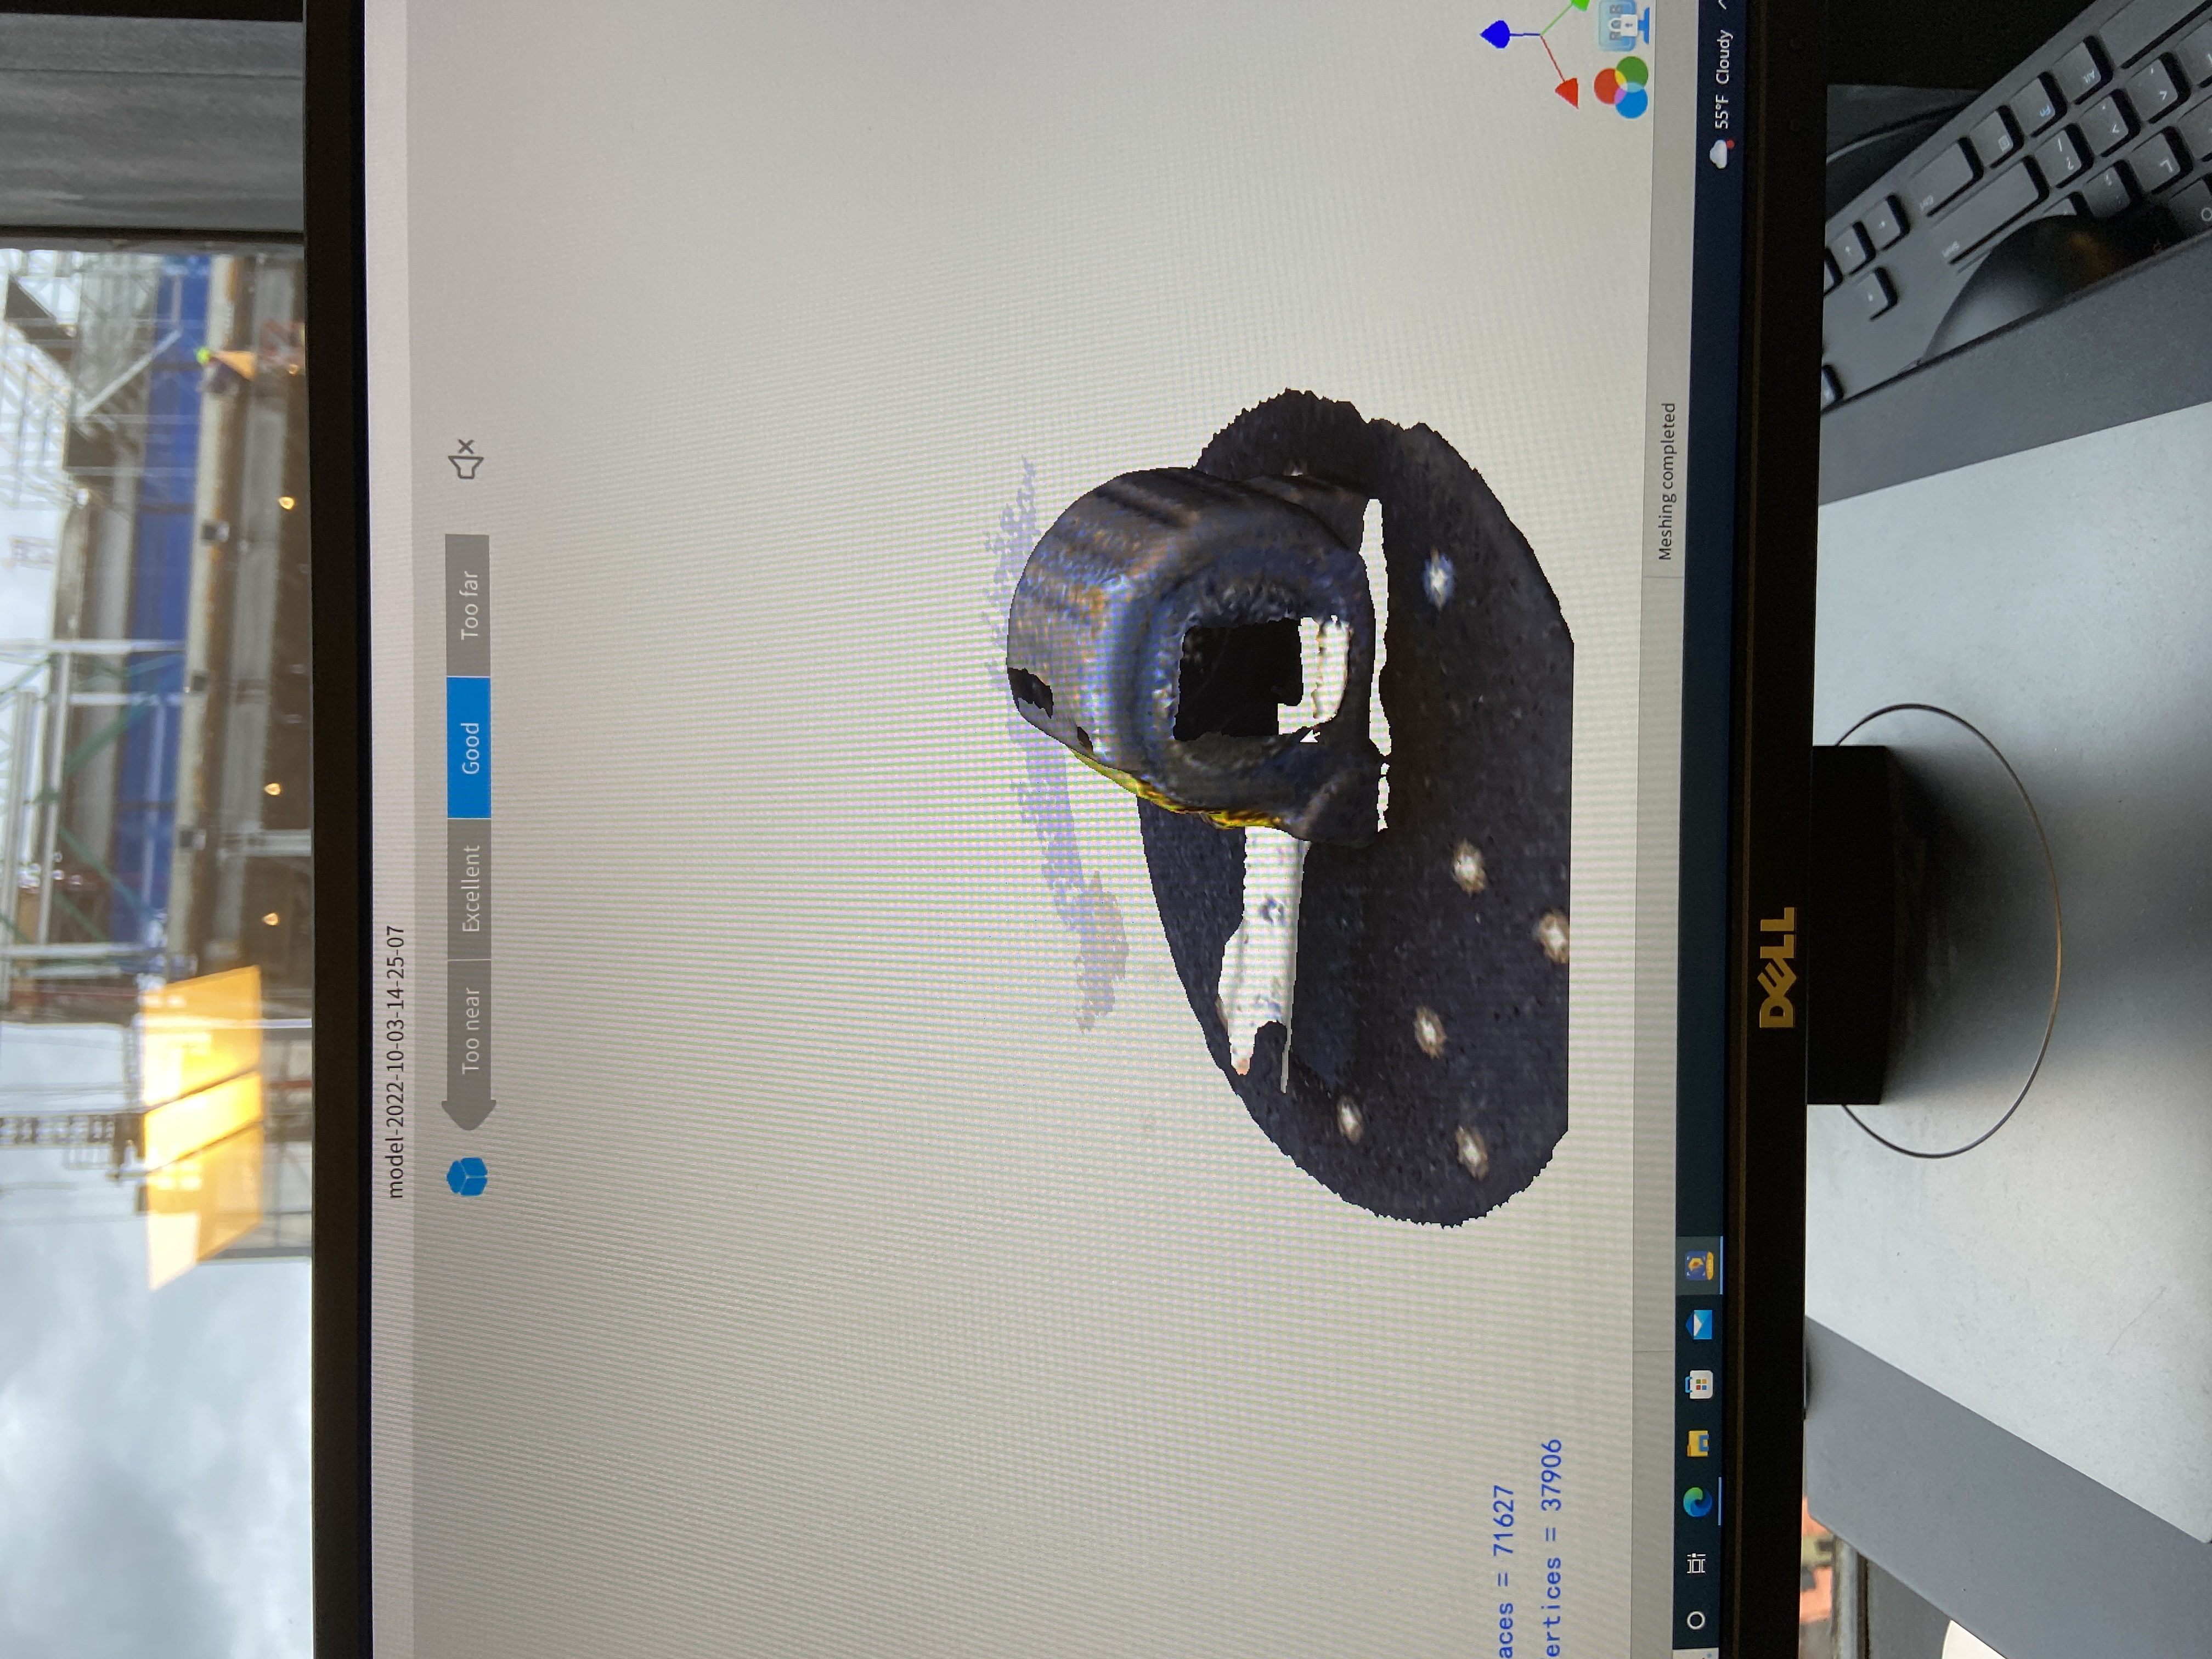 model-2022-10-03-14-25-07
Too near
Excellent
Good
Too far
aces = 71627
ertices = 37906
RGB
Meshing completed
55°F Cloudy
DELL